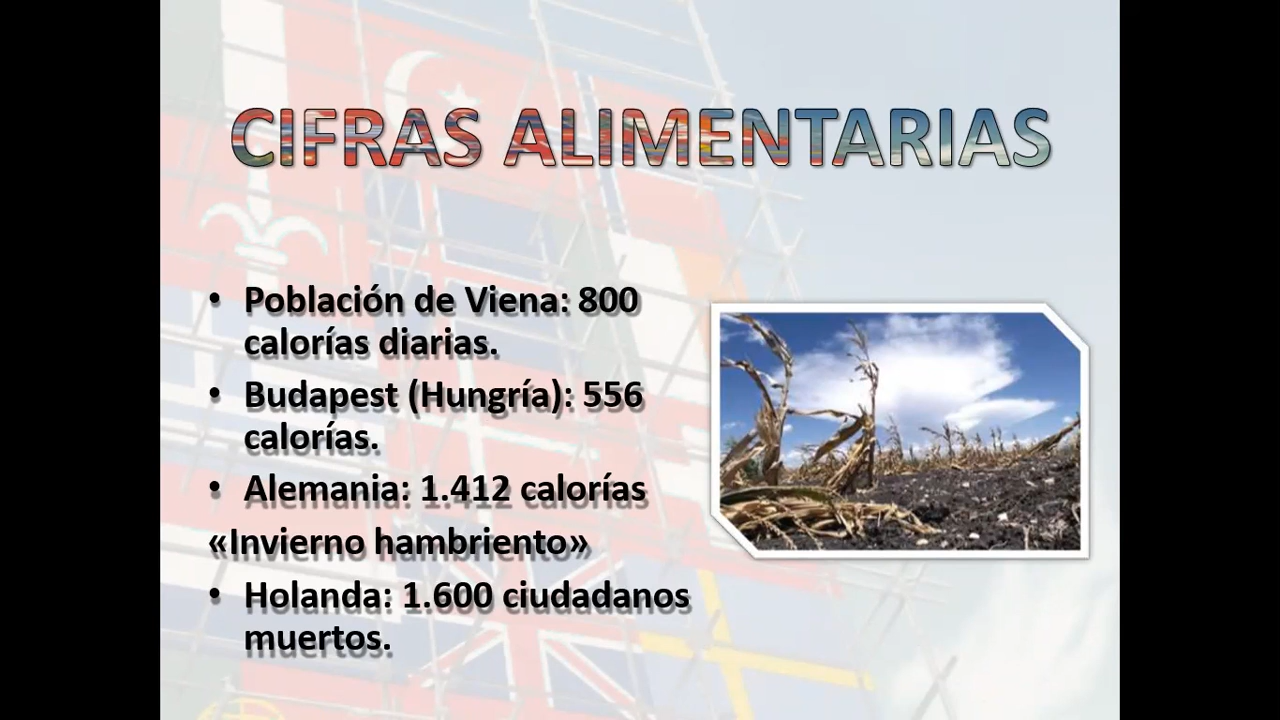 CIFRAS ALIMENTARIAS
• Población de Viena: 800
calorías diarias.
• Budapest (Hungría): 556
calorías.
• Alemania: 1.412 calorías
«Invierno hambriento»
• Holanda: 1.600 ciudadanos
muertos.